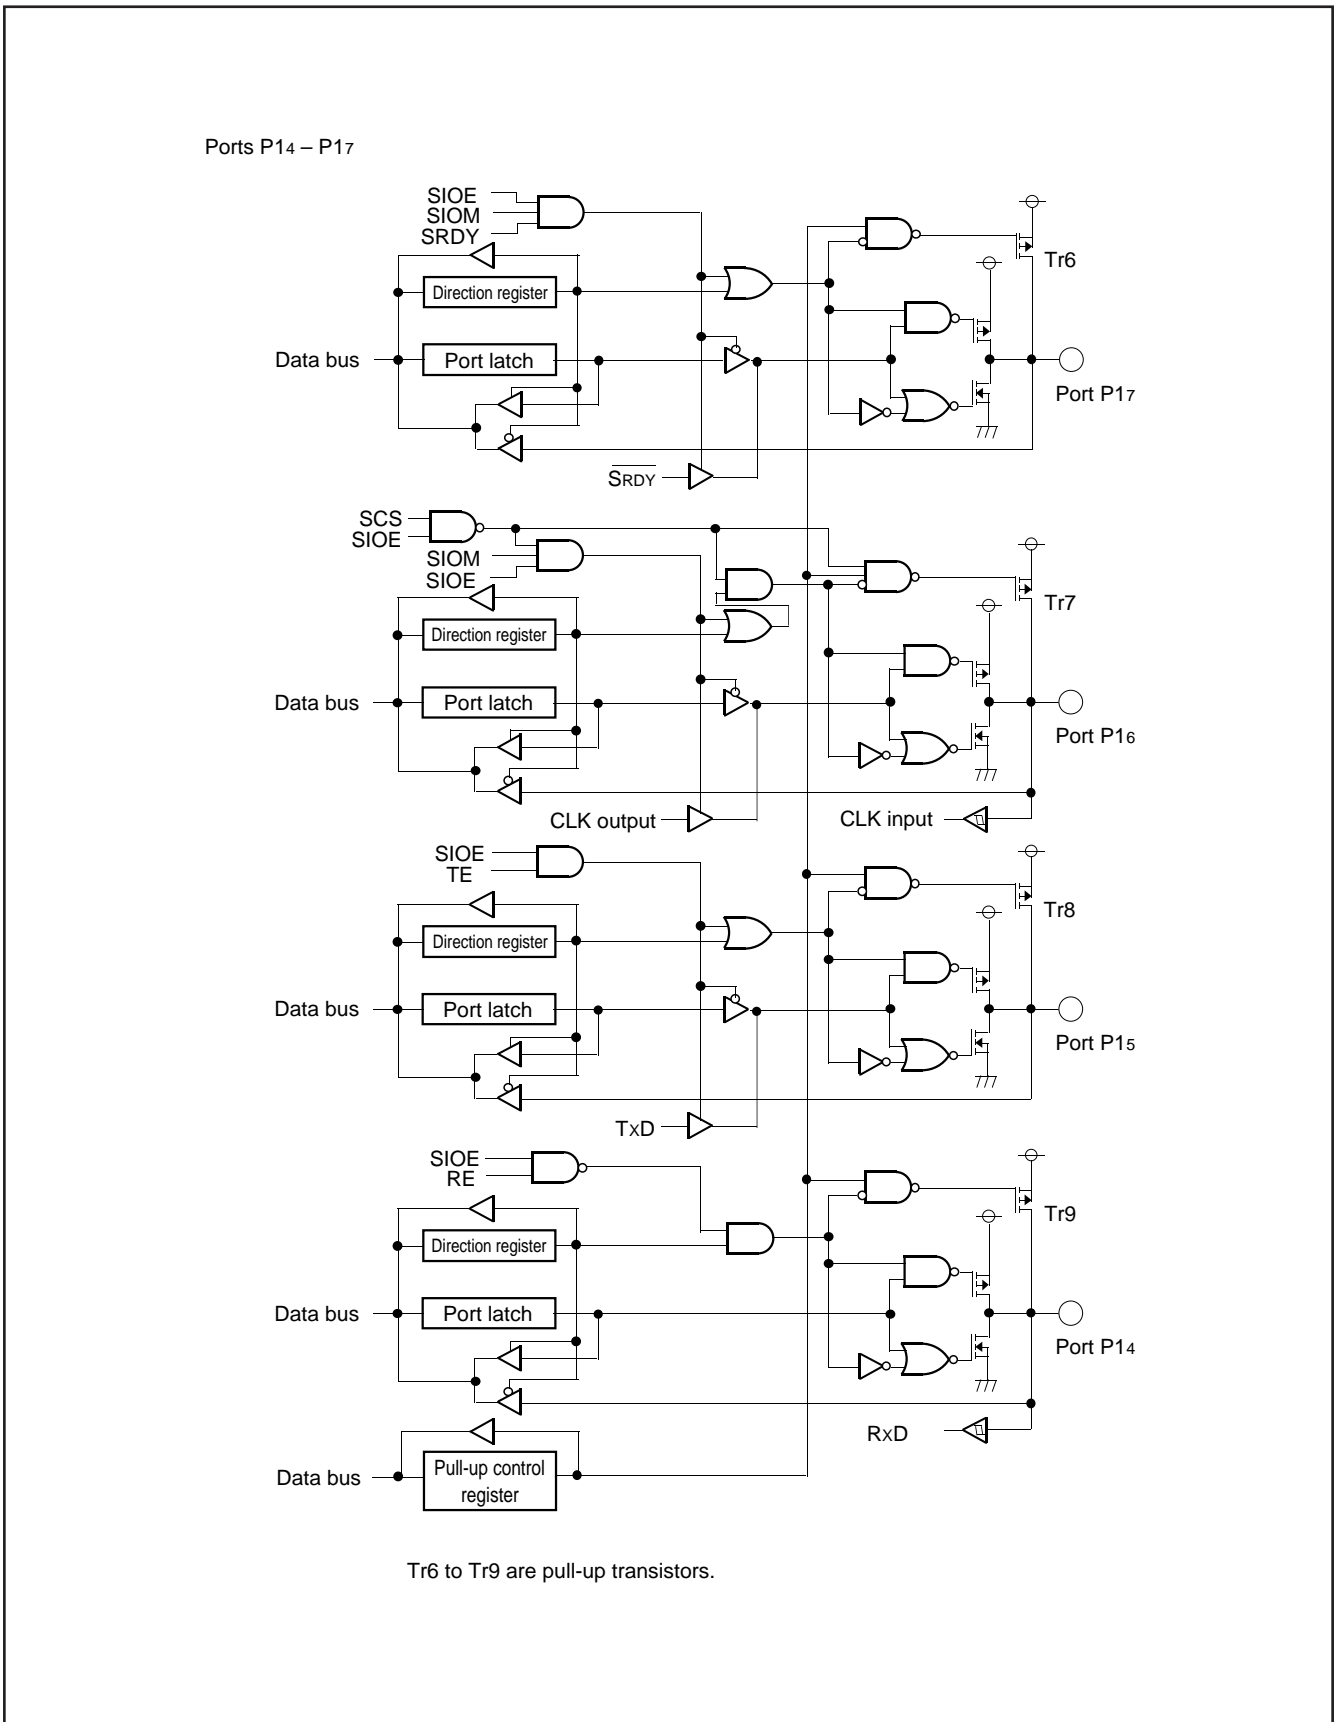 Ports P14 – P17
SIOE
SIOM
SRDY
Direction register
Tr6
Data bus
Port latch
Port P17
SRDY
SCS
SIOE
SIOM
SIOE
Direction register
Tr7
Data bus
Port latch
Port P16
CLK output
CLK input
SIOE
TE
Direction register
Tr8
Data bus
Port latch
Port P15
TxD
SIOE
RE
Direction register
Tr9
Data bus
Port latch
Port P14
RxD
Data bus
Pull-up control
register
Tr6 to Tr9 are pull-up transistors.